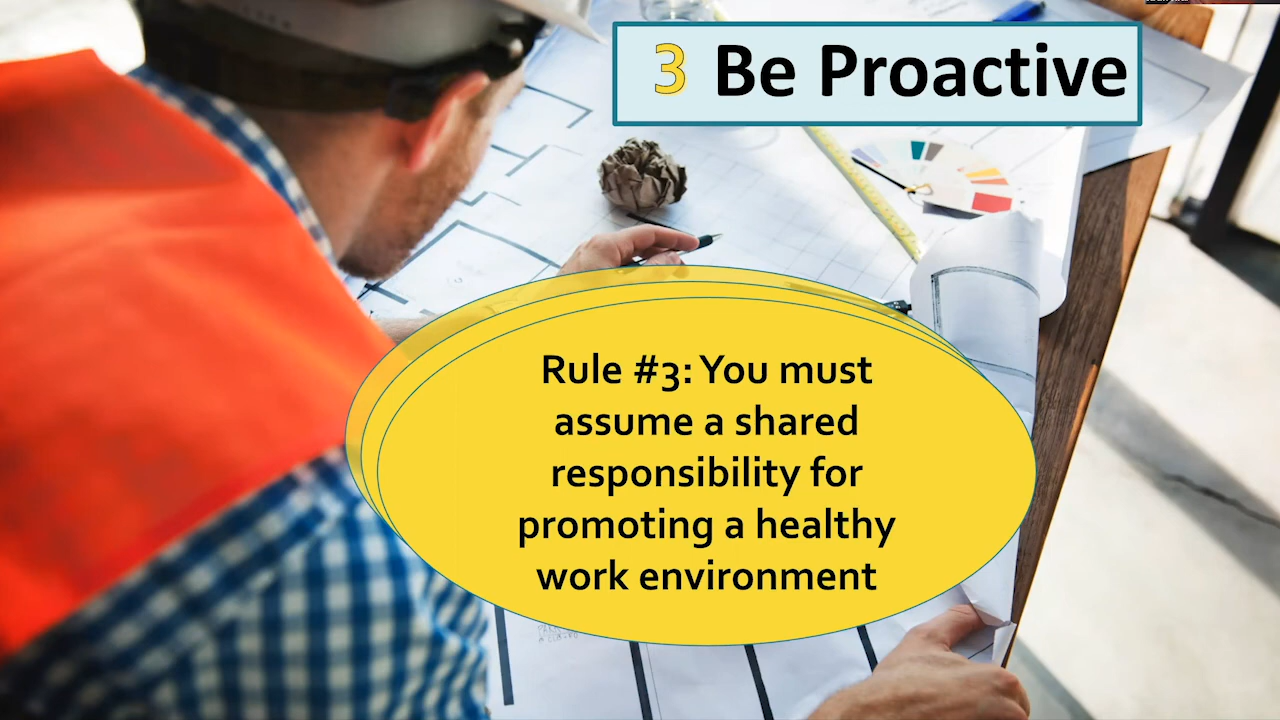 3 Be Proactive
Rule #3: You must
assume a shared
responsibility for
promoting a healthy
work environment